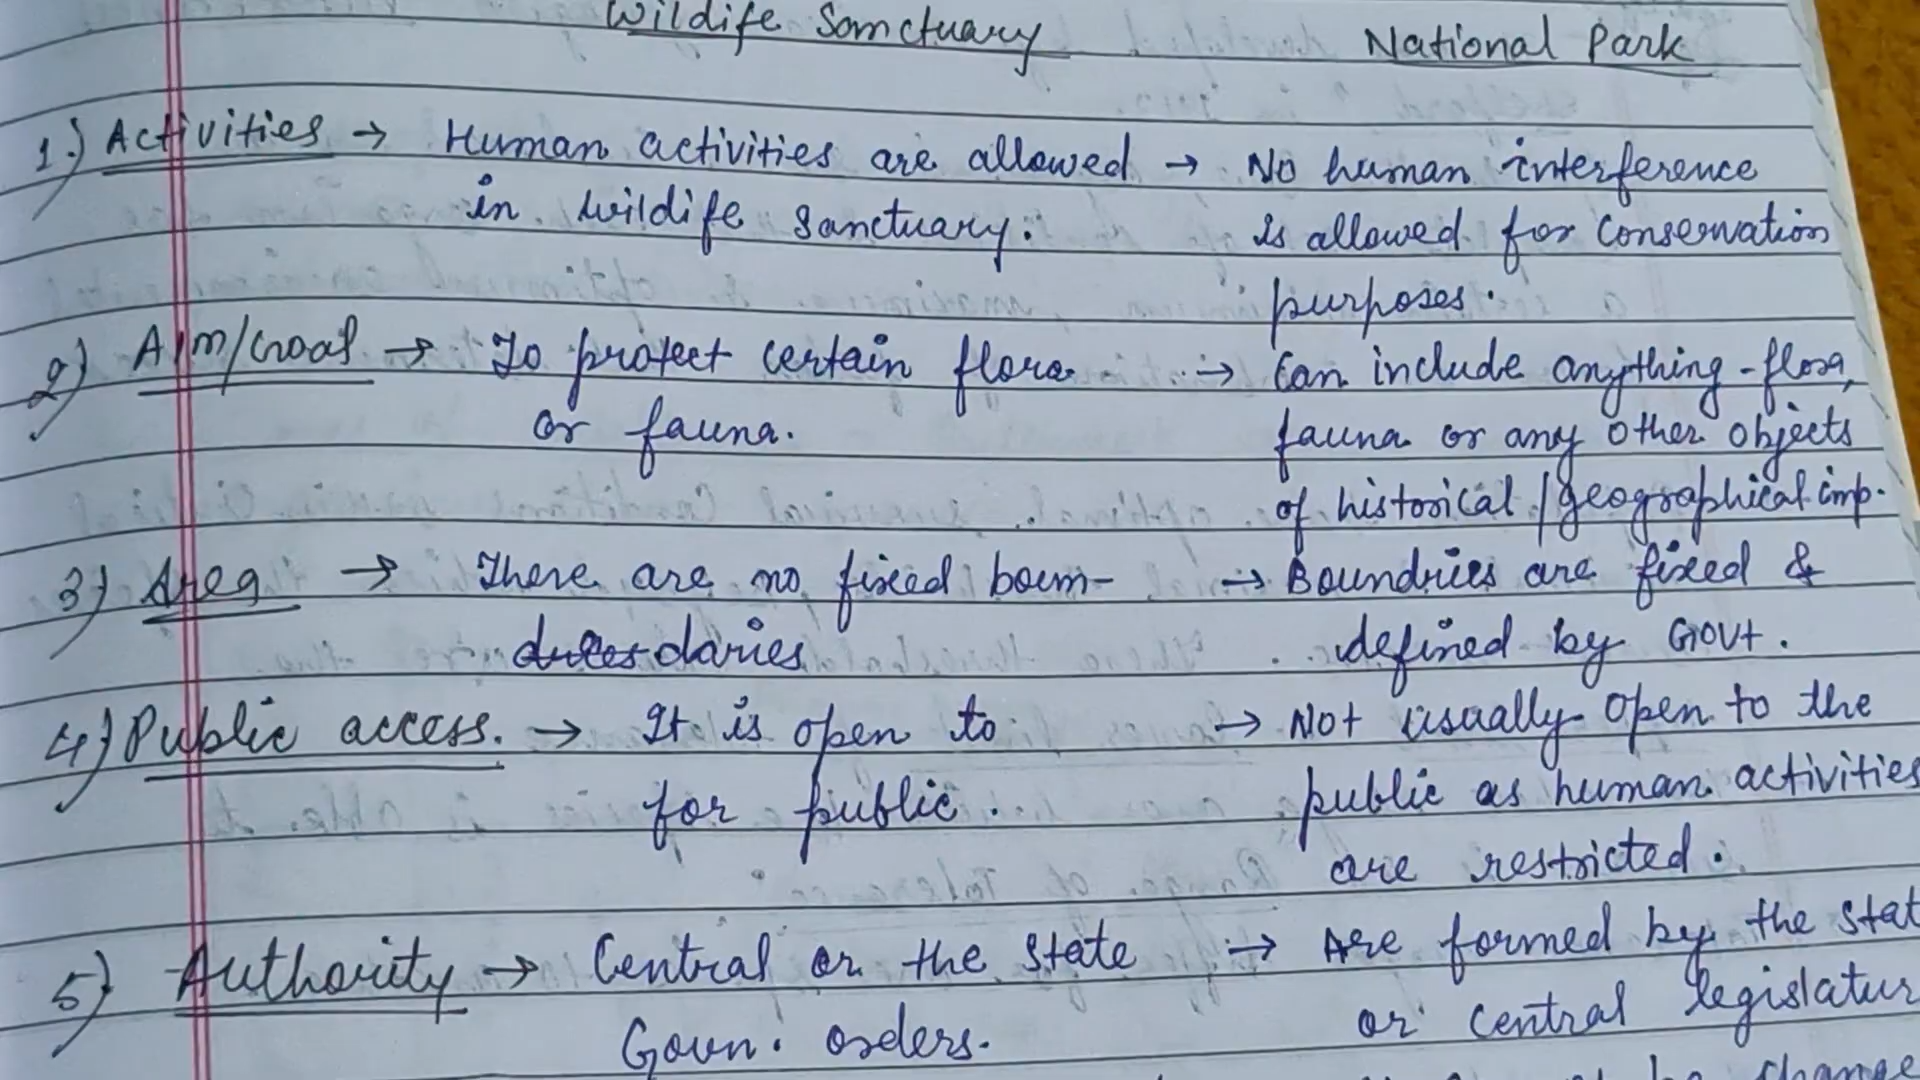 Wildife Sanctuary National Park
1.) Activities → Human activities are allowed → No human interference
in wildife sanctuary. is allowed for conservation
purposes.
2) Aim/Goal → To protect certain flora → Can include anything - flora,
or fauna. fauna or any other objects
of historical / geographical imp.
3) Area → There are no fixed boun- → Boundries are fixed &
daries defined by Govt.
4) Public access. → It is open to → Not usually open to the
for public. public as human activities
are restricted.
5) Authority → Central or the state → Are formed by the stat
Govn. orders. or central legislatur
be change